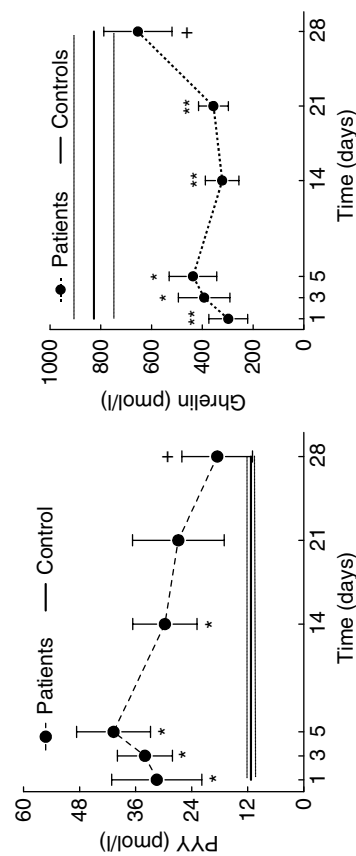 Patients Control
PYY (pmol/l)
60
48
36
24
12
0
* * * * +
1 3 5 14 21 28
Time (days)
Patients Controls
Ghrelin (pmol/l)
1000
800
600
400
200
0
** * * ** ** +
1 3 5 14 21 28
Time (days)